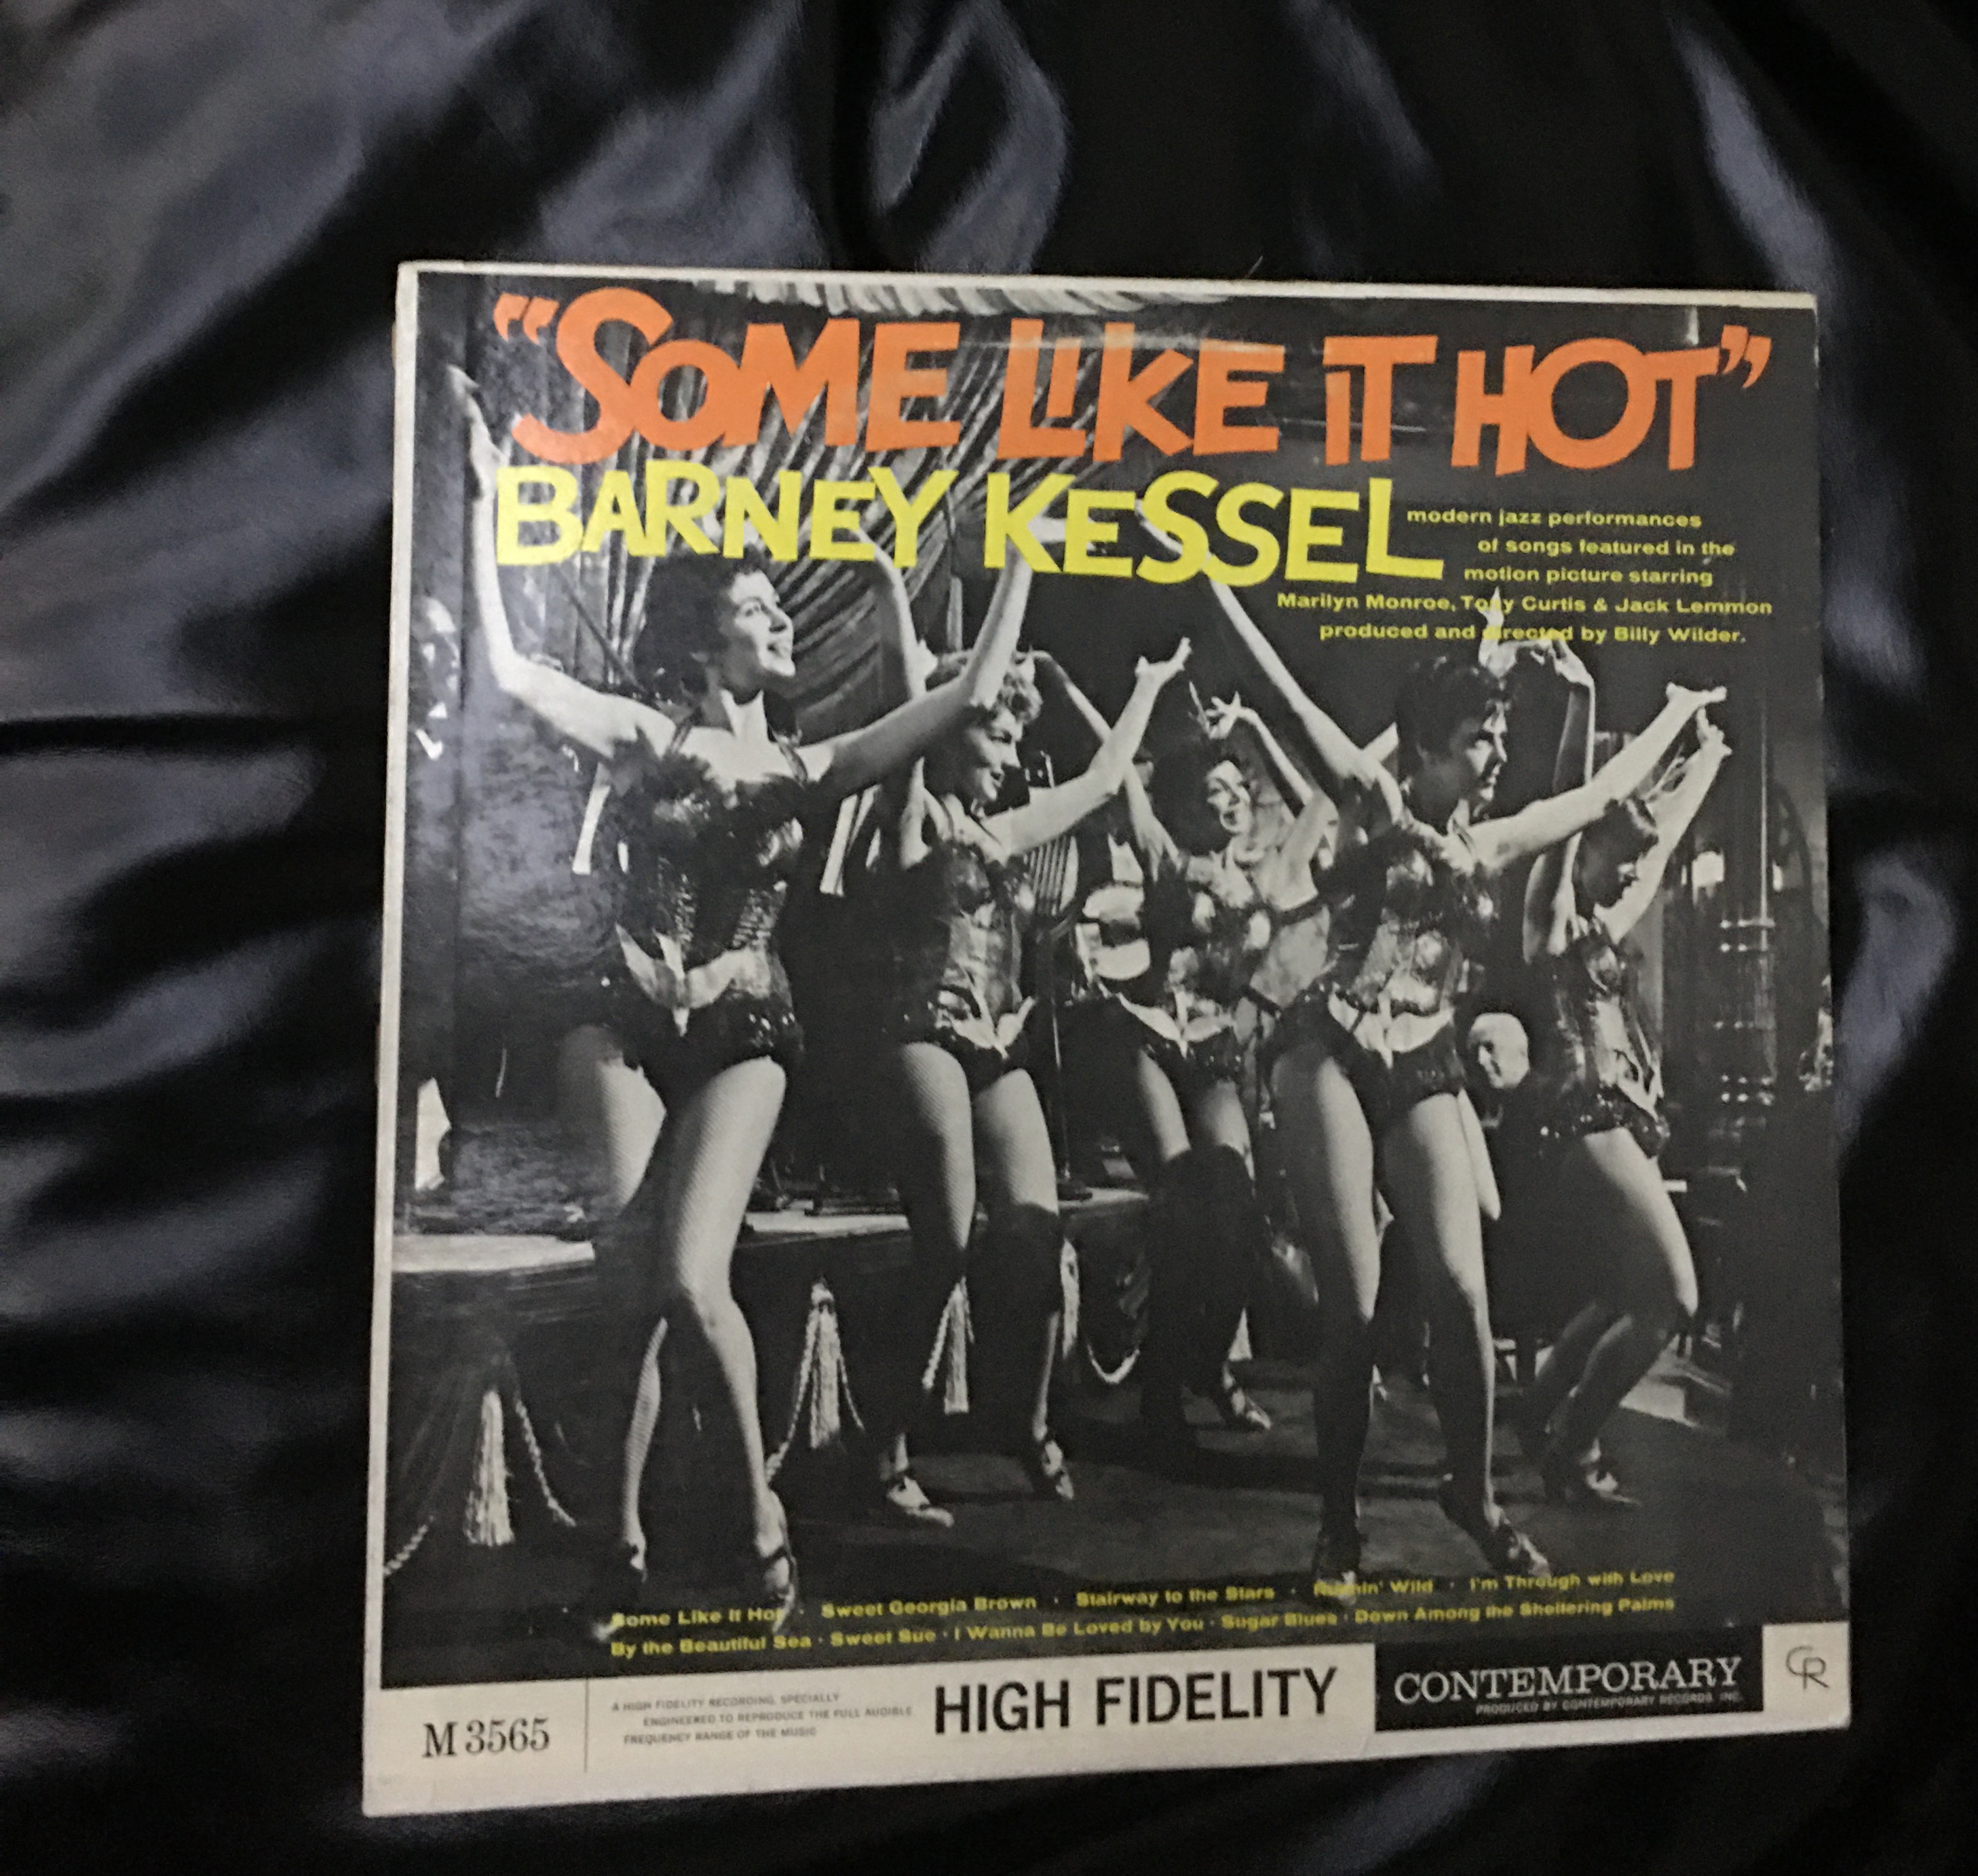 “SOME LIKE IT HOT”
BARNEY KESSEL
modern jazz performances
of songs featured in the
motion picture starring
Marilyn Monroe, Tony Curtis & Jack Lemmon
produced and directed by Billy Wilder.
Some Like It Hot · Sweet Georgia Brown · Stairway to the Stars · Runnin' Wild · I'm Through with Love
By the Beautiful Sea · Sweet Sue · I Wanna Be Loved by You · Sugar Blues · Down Among the Sheltering Palms
M 3565
A HIGH FIDELITY RECORDING, SPECIALLY
ENGINEERED TO REPRODUCE THE FULL AUDIBLE
FREQUENCY RANGE OF THE MUSIC
HIGH FIDELITY
CONTEMPORARY
PRODUCED BY CONTEMPORARY RECORDS, INC.
CR